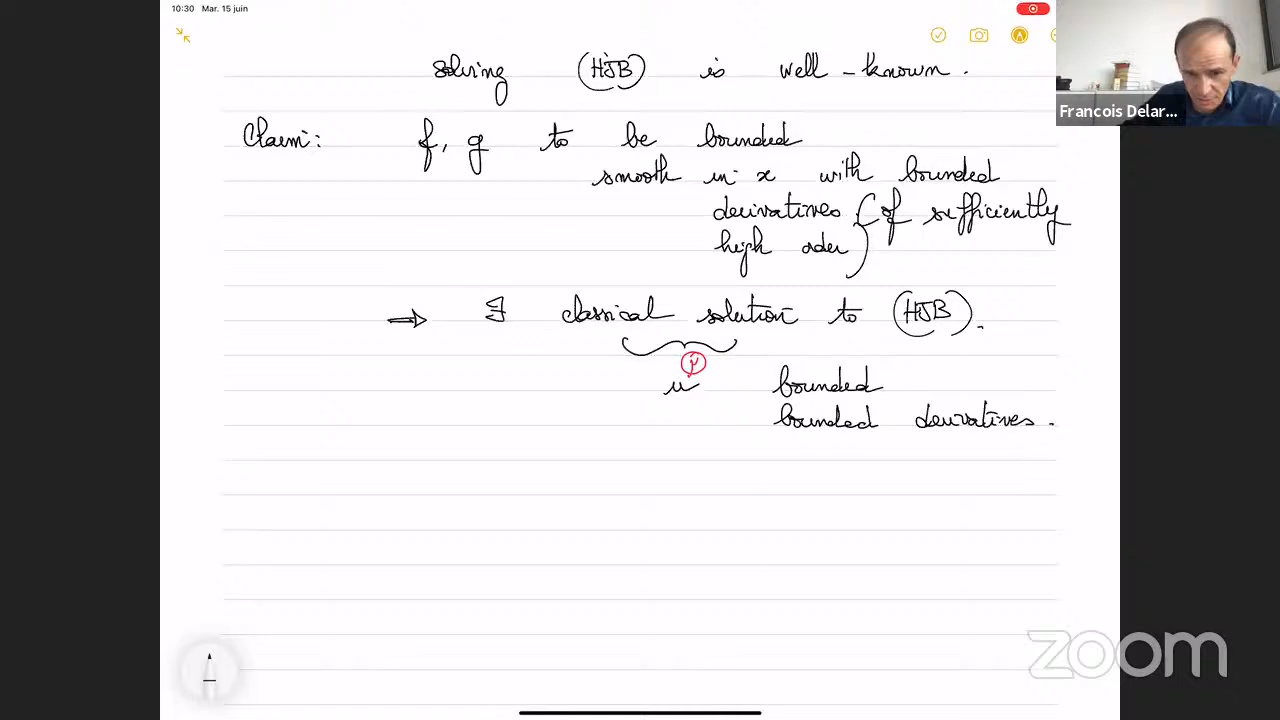 10:30 Mar. 15 juin
solving (HJB) is well-known.
Francois Delar...
Claim: f, g to be bounded
smooth in x with bounded
derivatives (of sufficiently
high order)
⇒ ∃ classical solution to (HJB).
u bounded
bounded derivatives.
zoom